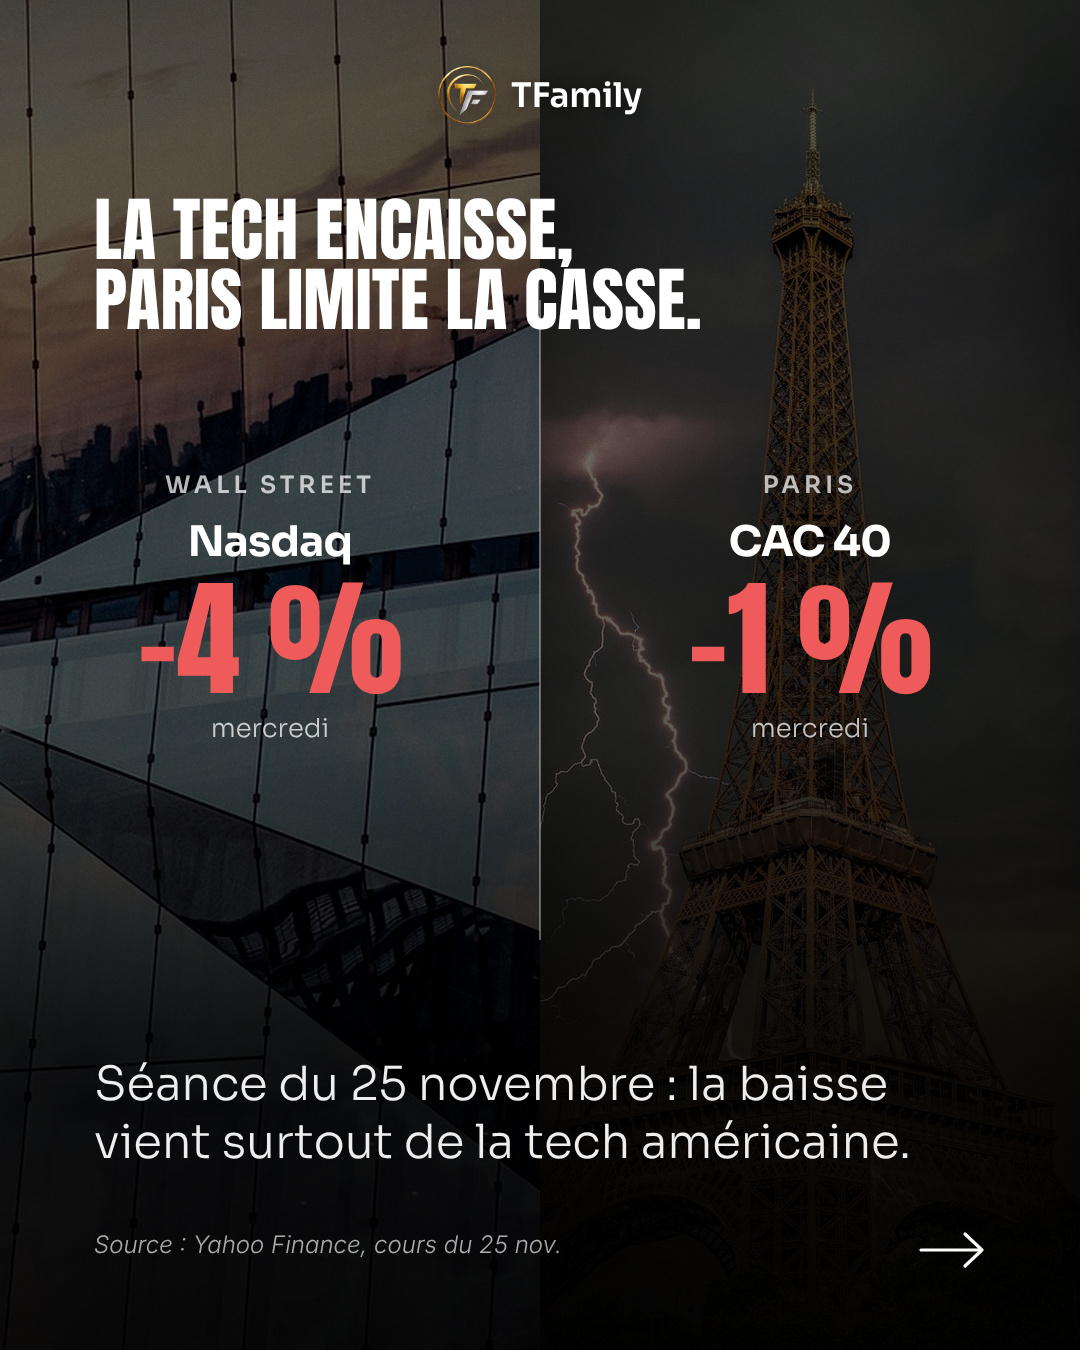 TFamily
LA TECH ENCAISSE,
PARIS LIMITE LA CASSE.
WALL STREET
Nasdaq
-4 %
mercredi
PARIS
CAC 40
-1 %
mercredi
Séance du 25 novembre : la baisse
vient surtout de la tech américaine.
Source : Yahoo Finance, cours du 25 nov.